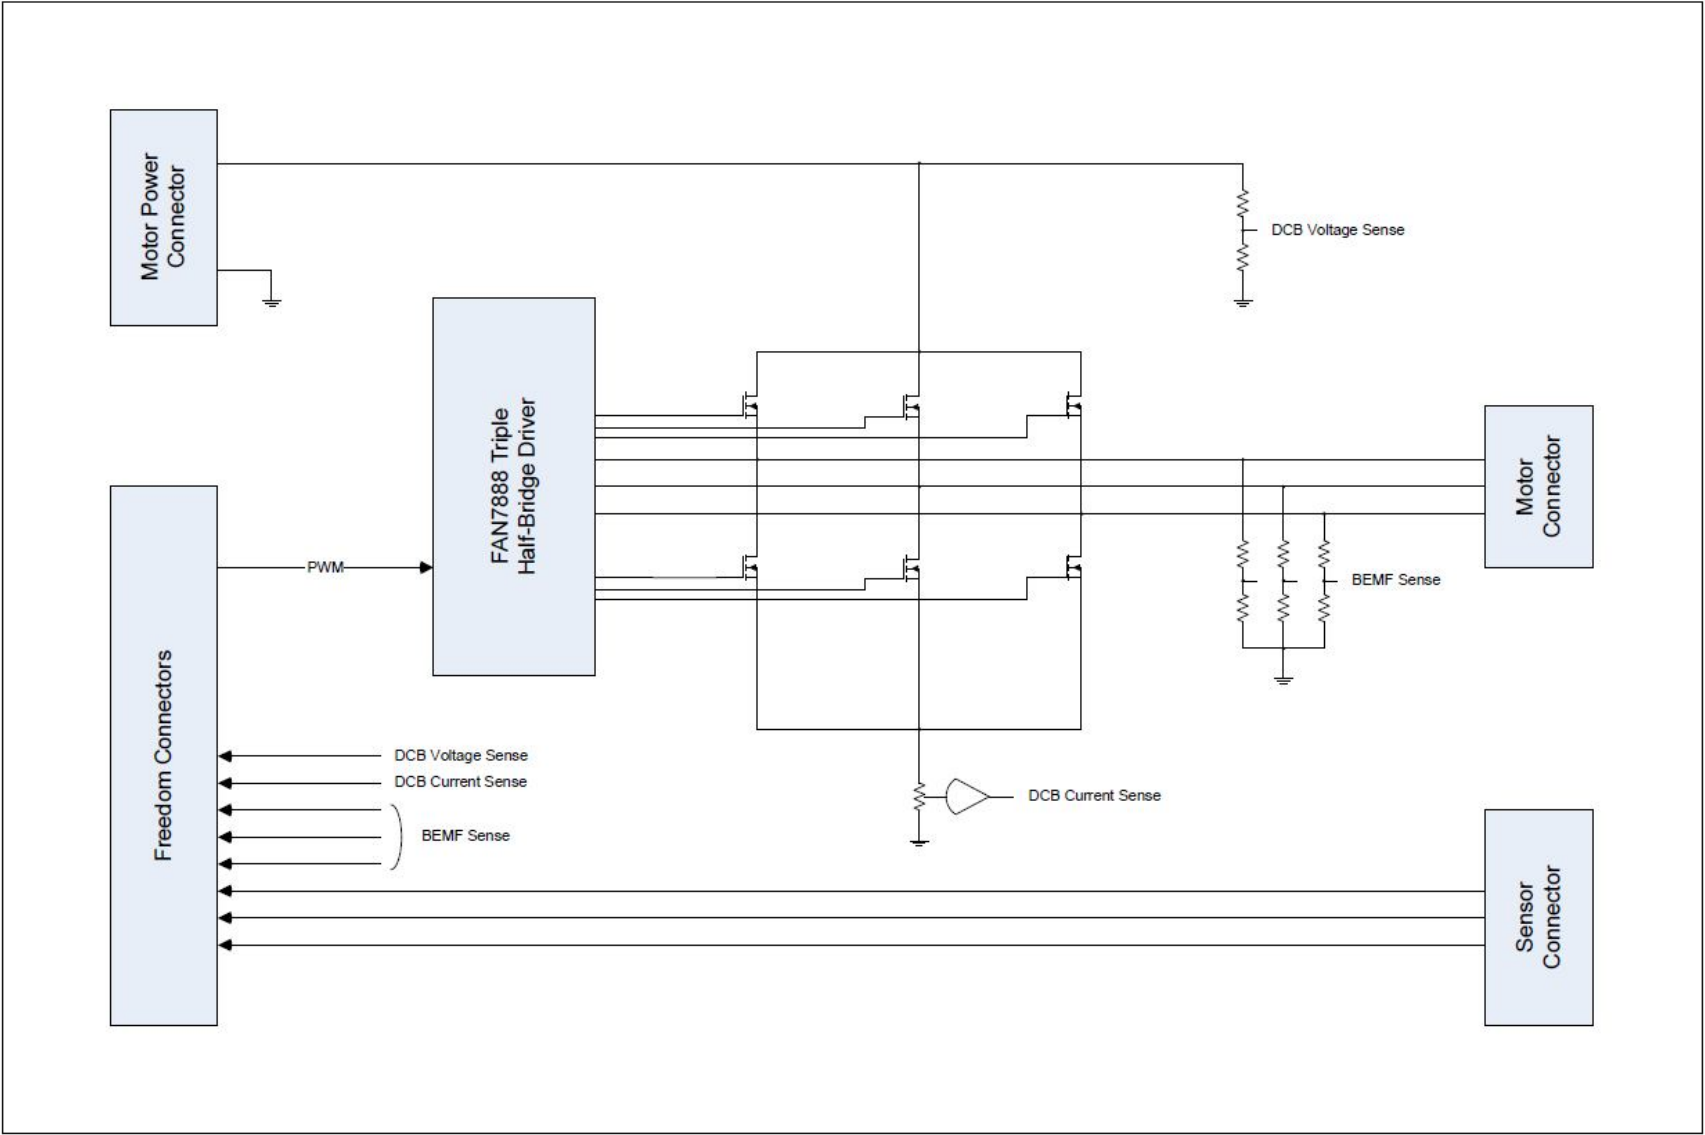 Motor Power
Connector
DCB Voltage Sense
FAN7888 Triple
Half-Bridge Driver
Motor
Connector
PWM
BEMF Sense
Freedom Connectors
DCB Voltage Sense
DCB Current Sense
BEMF Sense
DCB Current Sense
Sensor
Connector